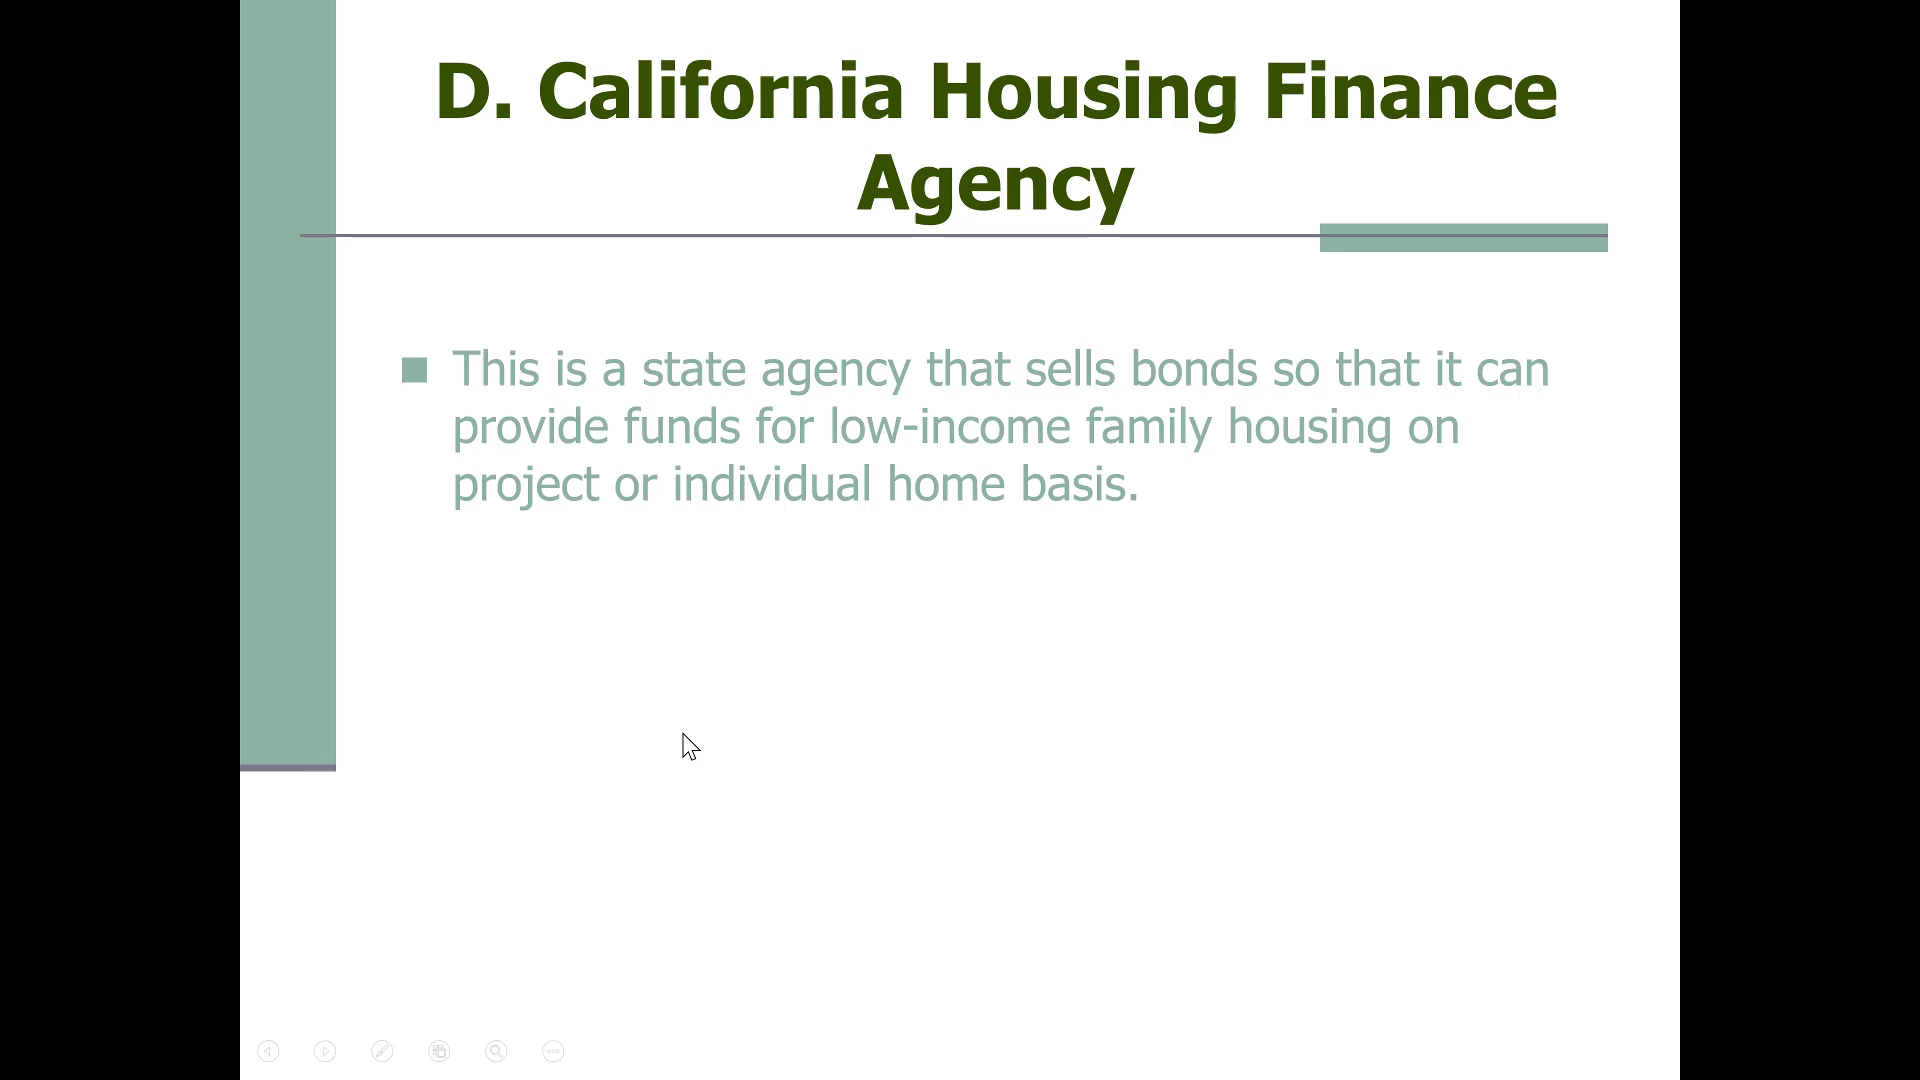 D. California Housing Finance
Agency
This is a state agency that sells bonds so that it can
provide funds for low-income family housing on
project or individual home basis.